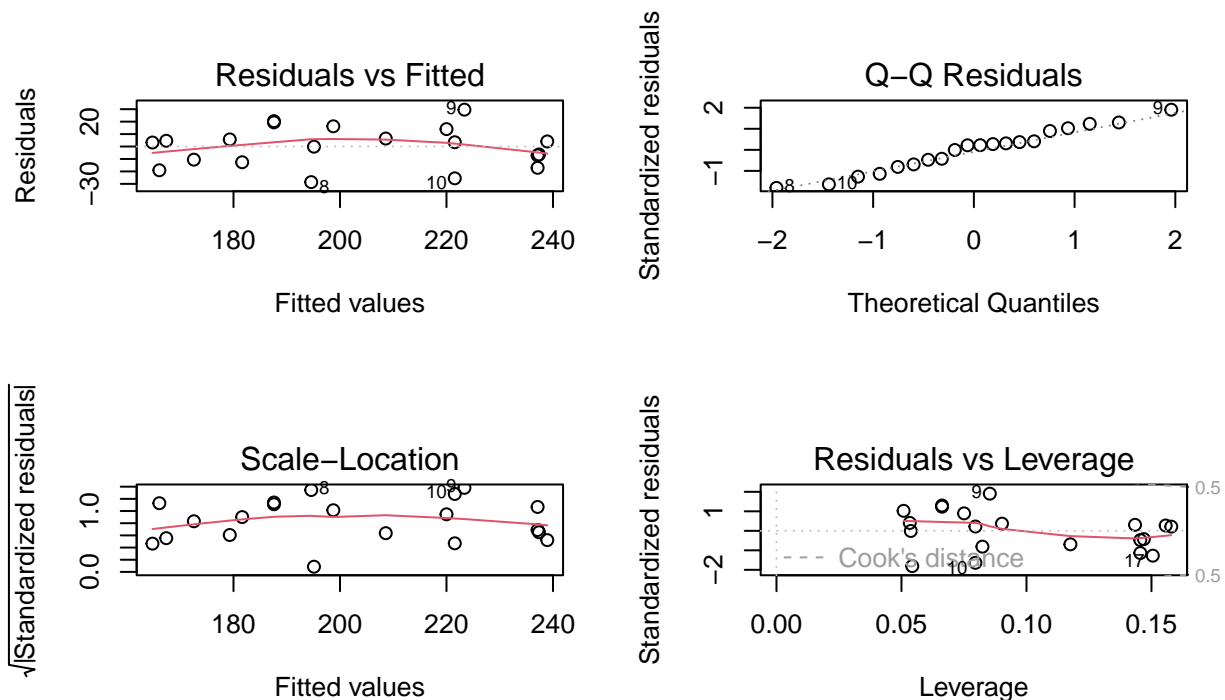 Residuals vs Fitted
Residuals
20
−30
9
8
10
180 200 220 240
Fitted values
Q−Q Residuals
Standardized residuals
2
−1
8
10
9
−2 −1 0 1 2
Theoretical Quantiles
Scale−Location
√|Standardized residuals|
1.0
0.0
8
10
9
180 200 220 240
Fitted values
Residuals vs Leverage
Standardized residuals
1
−2
9
10
17
Cook's distance
0.5
0.5
0.00 0.05 0.10 0.15
Leverage